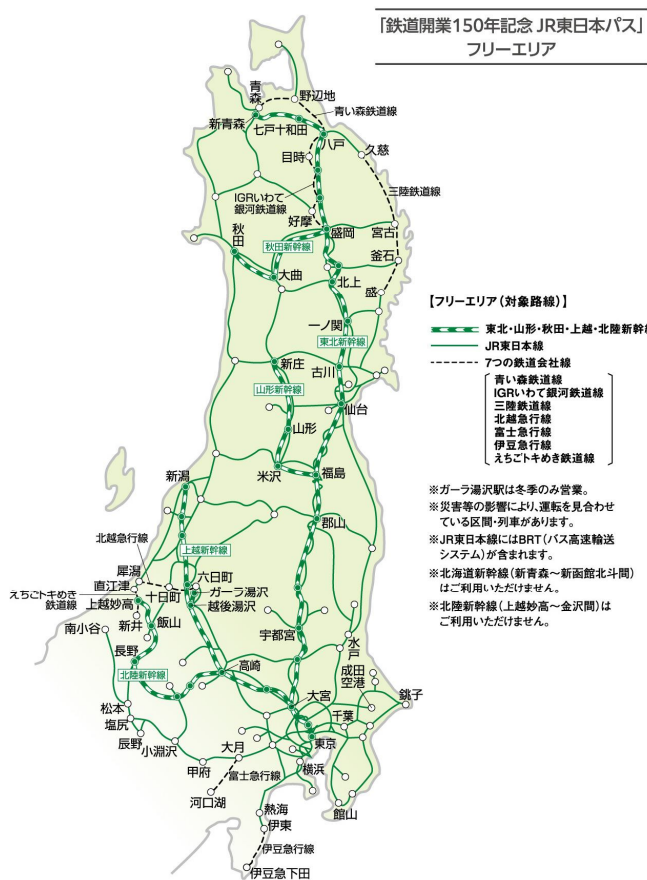 「鉄道開業150年記念 JR東日本パス」
フリーエリア
青森
野辺地
青い森鉄道線
新青森
七戸十和田
八戸
久慈
目時
三陸鉄道線
IGRいわて
銀河鉄道線
好摩
盛岡
宮古
秋田
秋田新幹線
釜石
大曲
北上
盛
一ノ関
東北新幹線
新庄
古川
山形新幹線
仙台
山形
米沢
福島
新潟
郡山
北越急行線
上越新幹線
犀潟
六日町
直江津
十日町
ガーラ湯沢
えちごトキめき
鉄道線
上越妙高
越後湯沢
新井
飯山
南小谷
宇都宮
水戸
長野
高崎
成田
空港
北陸新幹線
大宮
銚子
松本
千葉
塩尻
東京
辰野
小淵沢
大月
甲府
富士急行線
横浜
河口湖
館山
熱海
伊東
伊豆急行線
伊豆急下田
【フリーエリア(対象路線)】
東北・山形・秋田・上越・北陸新幹線
JR東日本線
7つの鉄道会社線
青い森鉄道線
IGRいわて銀河鉄道線
三陸鉄道線
北越急行線
富士急行線
伊豆急行線
えちごトキめき鉄道線
※ガーラ湯沢駅は冬季のみ営業。
※災害等の影響により、運転を見合わせ
ている区間・列車があります。
※JR東日本線にはBRT(バス高速輸送
システム)が含まれます。
※北海道新幹線(新青森〜新函館北斗間)
はご利用いただけません。
※北陸新幹線(上越妙高〜金沢間)は
ご利用いただけません。